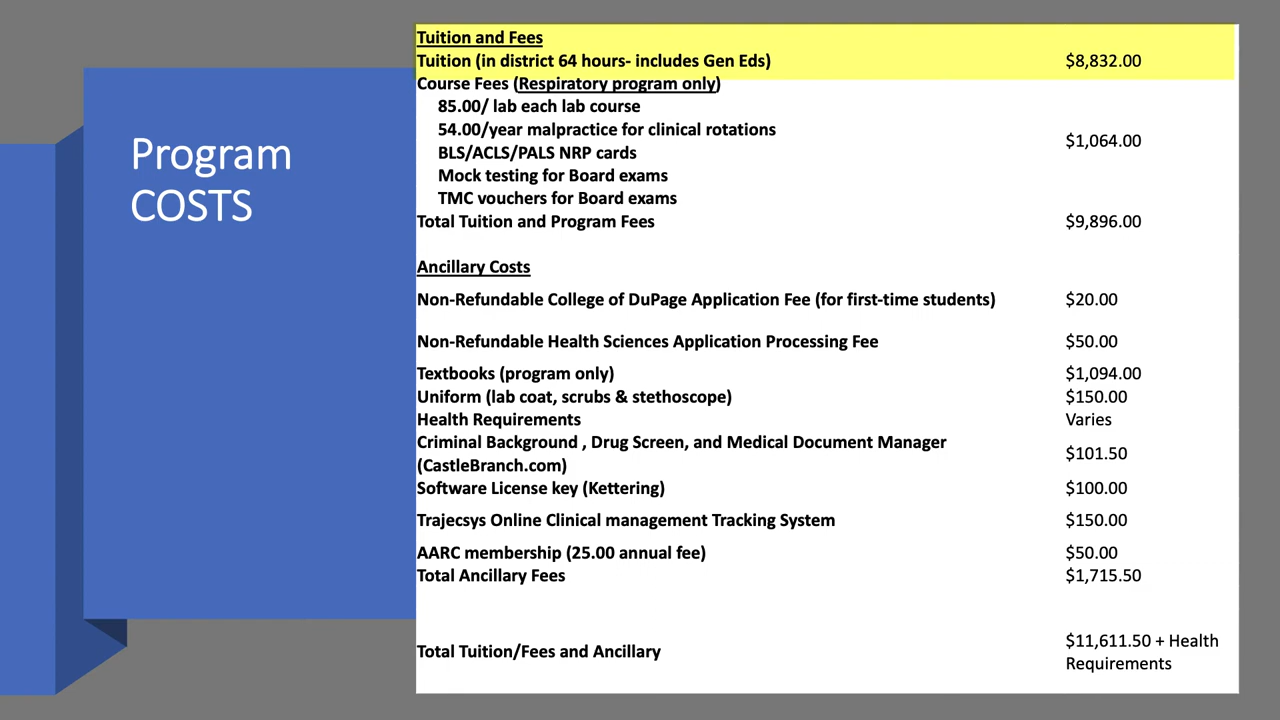 Program
COSTS
Tuition and Fees
Tuition (in district 64 hours- includes Gen Eds) $8,832.00
Course Fees (Respiratory program only)
85.00/ lab each lab course
54.00/year malpractice for clinical rotations
BLS/ACLS/PALS NRP cards
Mock testing for Board exams
TMC vouchers for Board exams
$1,064.00
Total Tuition and Program Fees $9,896.00
Ancillary Costs
Non-Refundable College of DuPage Application Fee (for first-time students) $20.00
Non-Refundable Health Sciences Application Processing Fee $50.00
Textbooks (program only) $1,094.00
Uniform (lab coat, scrubs & stethoscope) $150.00
Health Requirements Varies
Criminal Background , Drug Screen, and Medical Document Manager
(CastleBranch.com)
$101.50
Software License key (Kettering) $100.00
Trajecsys Online Clinical management Tracking System $150.00
AARC membership (25.00 annual fee) $50.00
Total Ancillary Fees $1,715.50
Total Tuition/Fees and Ancillary
$11,611.50 + Health
Requirements